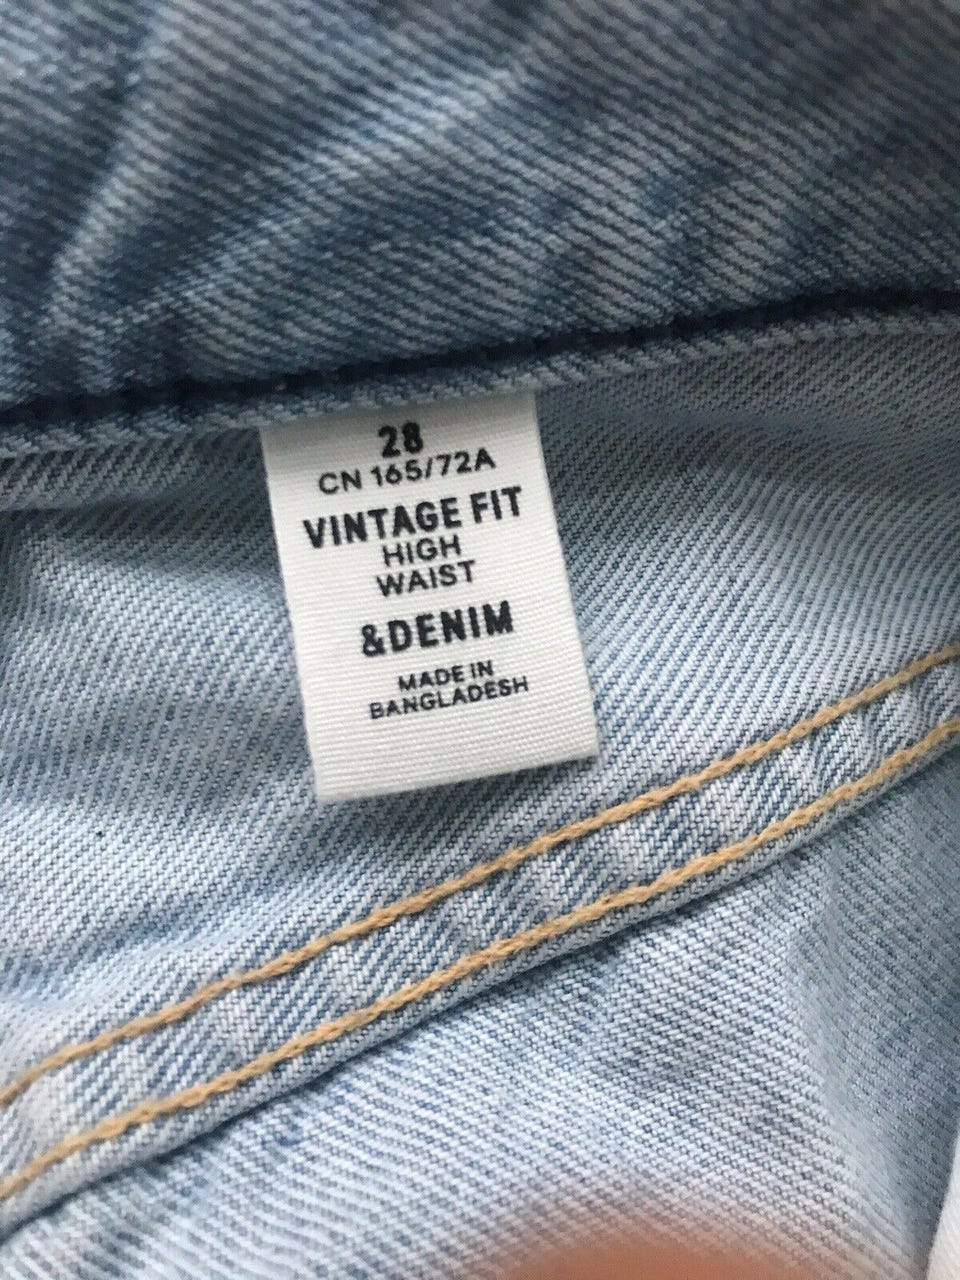 28
CN 165/72A
VINTAGE FIT
HIGH
WAIST
&DENIM
MADE IN
BANGLADESH